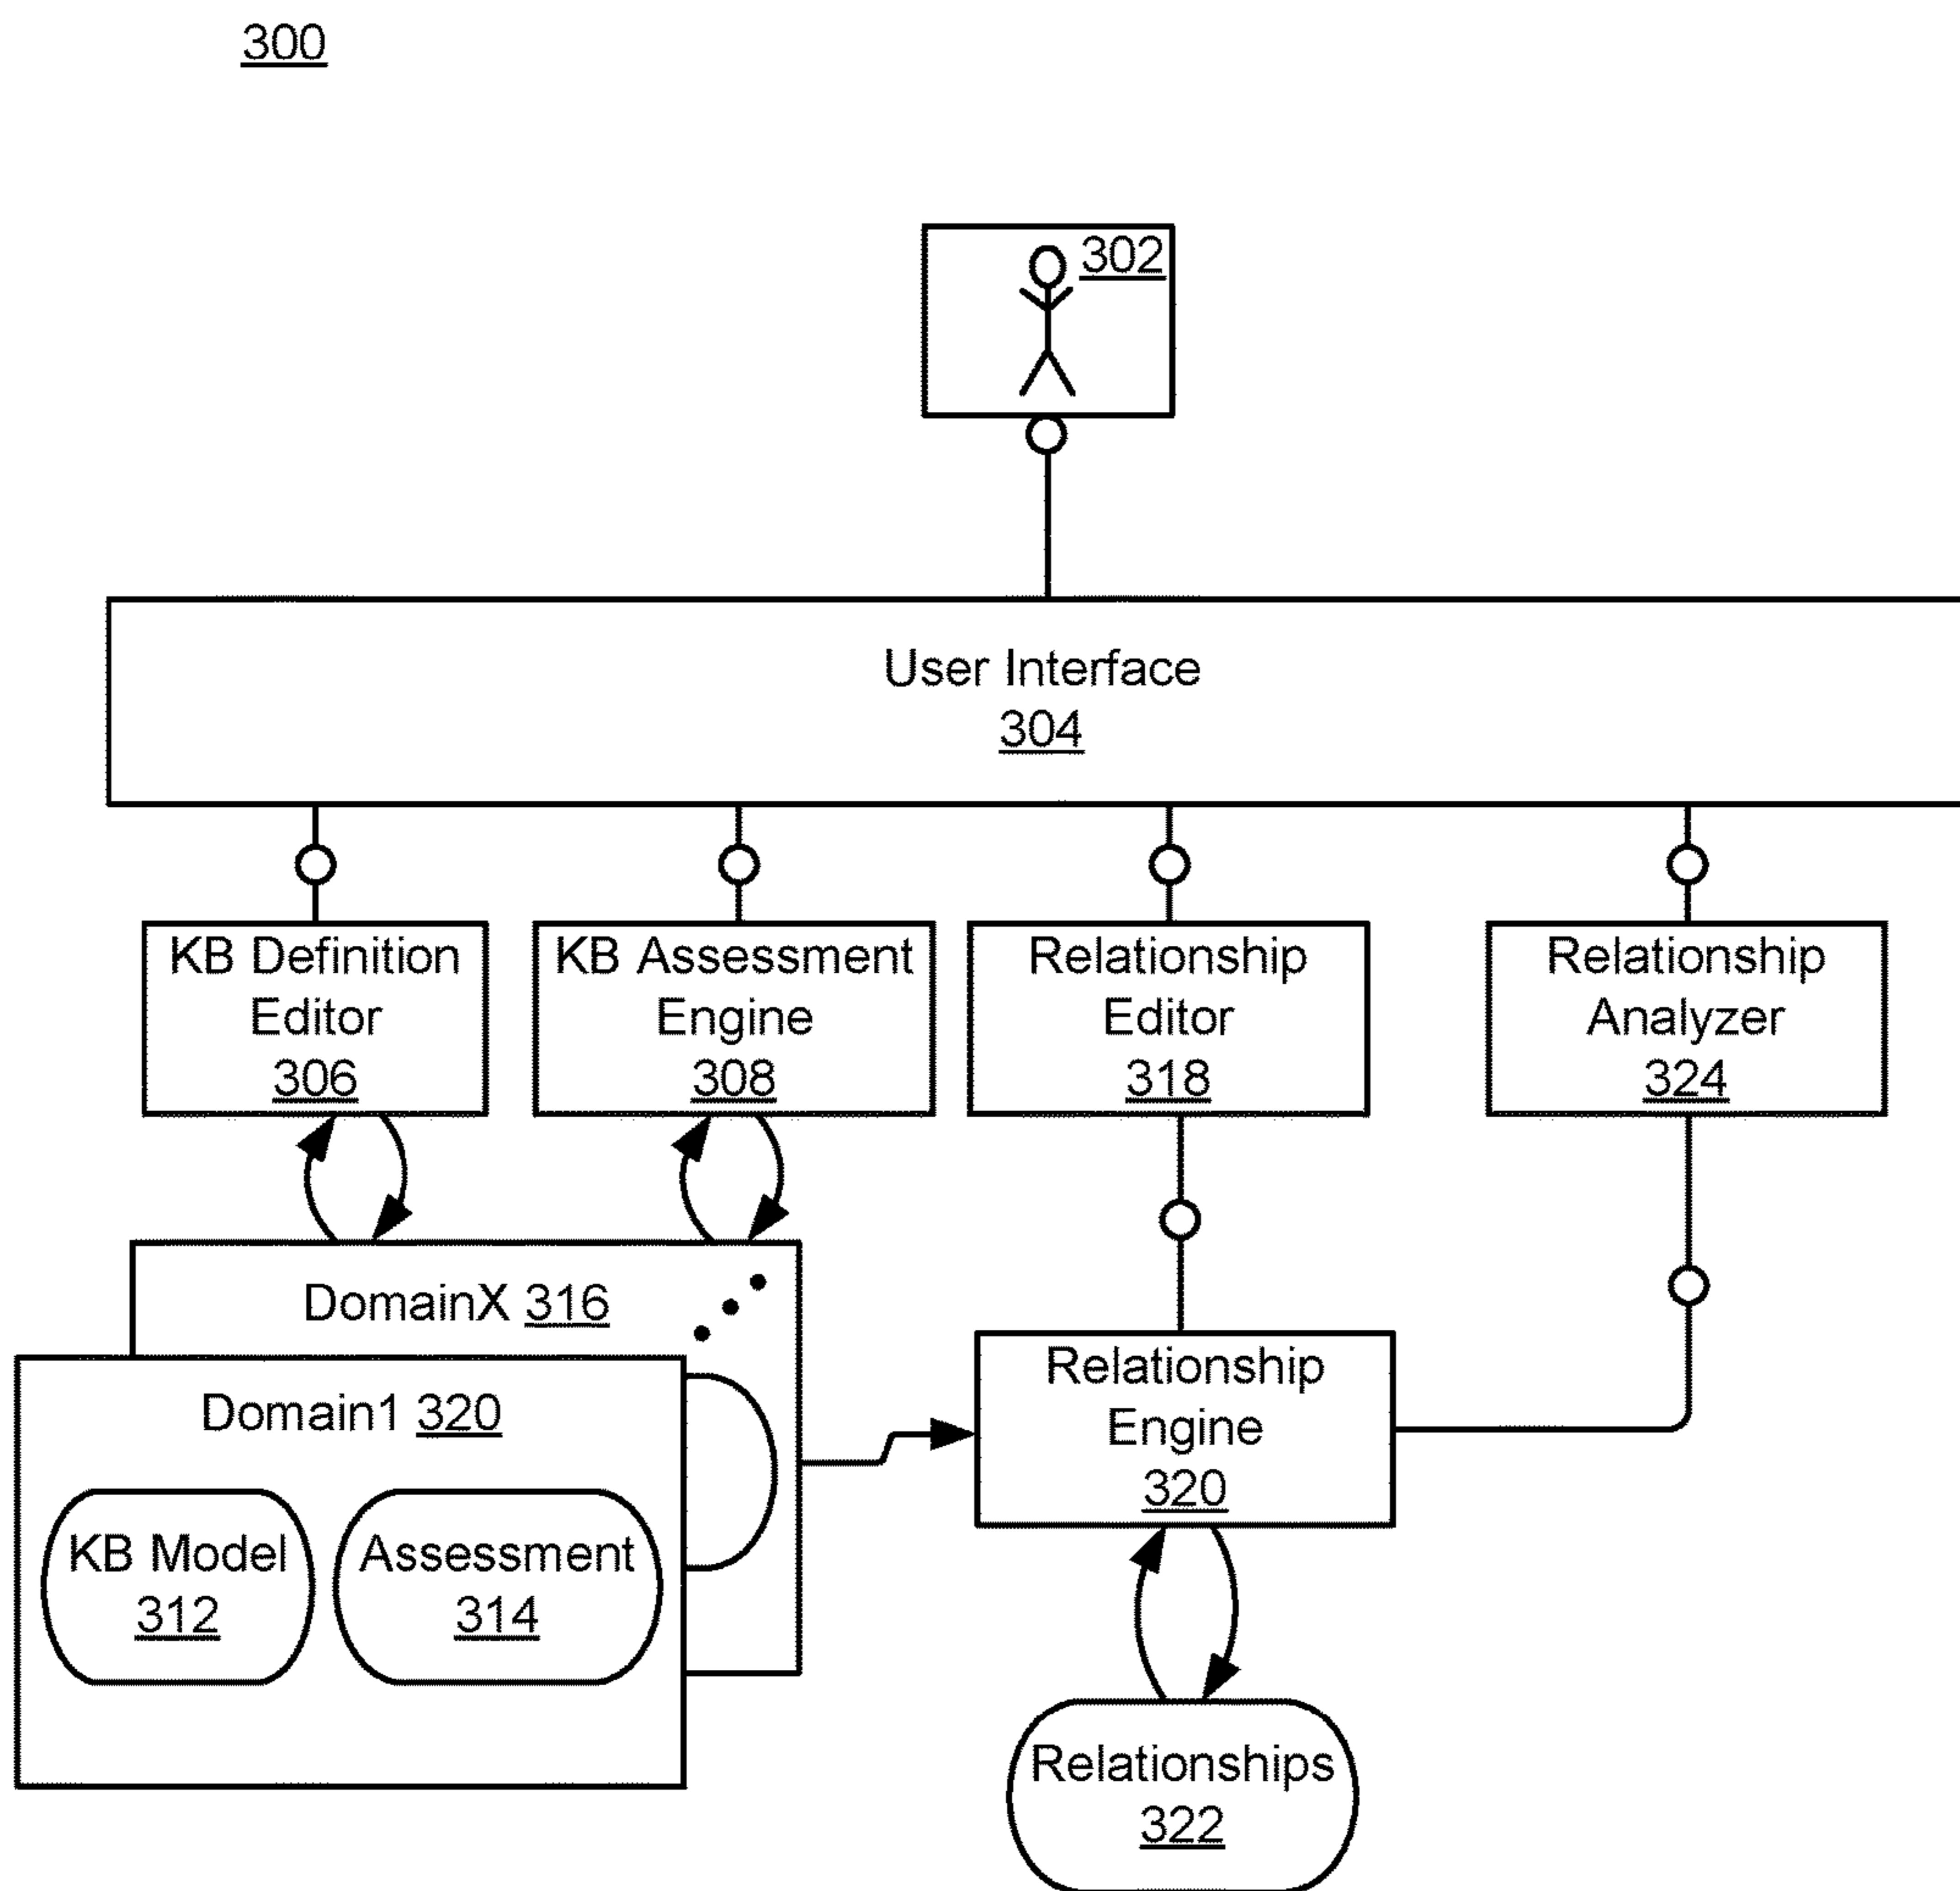 300
302
User Interface
304
KB Definition
Editor
306
KB Assessment
Engine
308
Relationship
Editor
318
Relationship
Analyzer
324
DomainX 316
Domain1 320
KB Model
312
Assessment
314
Relationship
Engine
320
Relationships
322